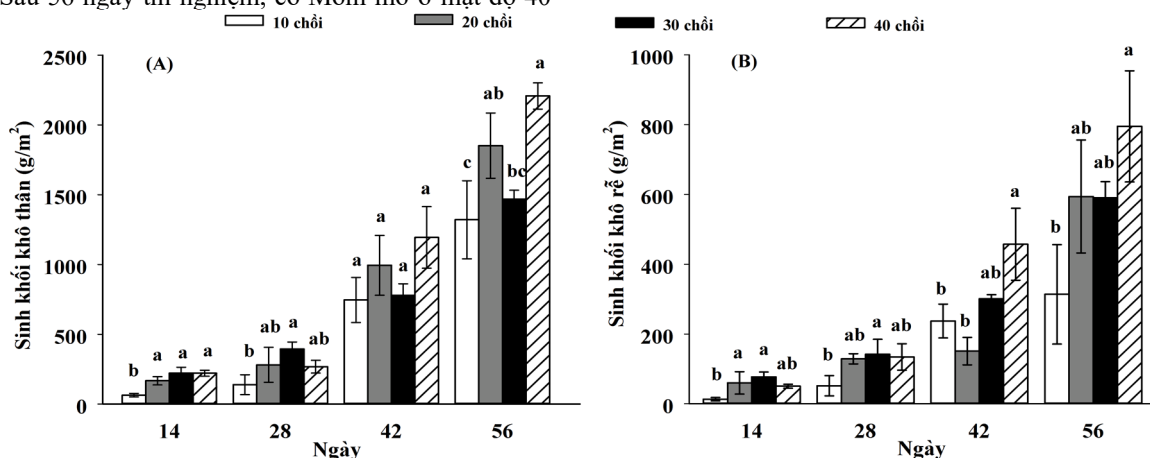 Sau 56 ngày thí nghiệm, cỏ Mồm mỡ ở mật độ 40
10 chồi 20 chồi 30 chồi 40 chồi
(A)
Sinh khối khô thân (g/m²)
3000
2500
2000
1500
1000
500
0
b a a a
b ab a ab
a a a a
c ab bc a
14 28 42 56
Ngày
(B)
Sinh khối khô rễ (g/m²)
1000
800
600
400
200
0
b a a ab
b ab a ab
b b ab a
b ab ab a
14 28 42 56
Ngày